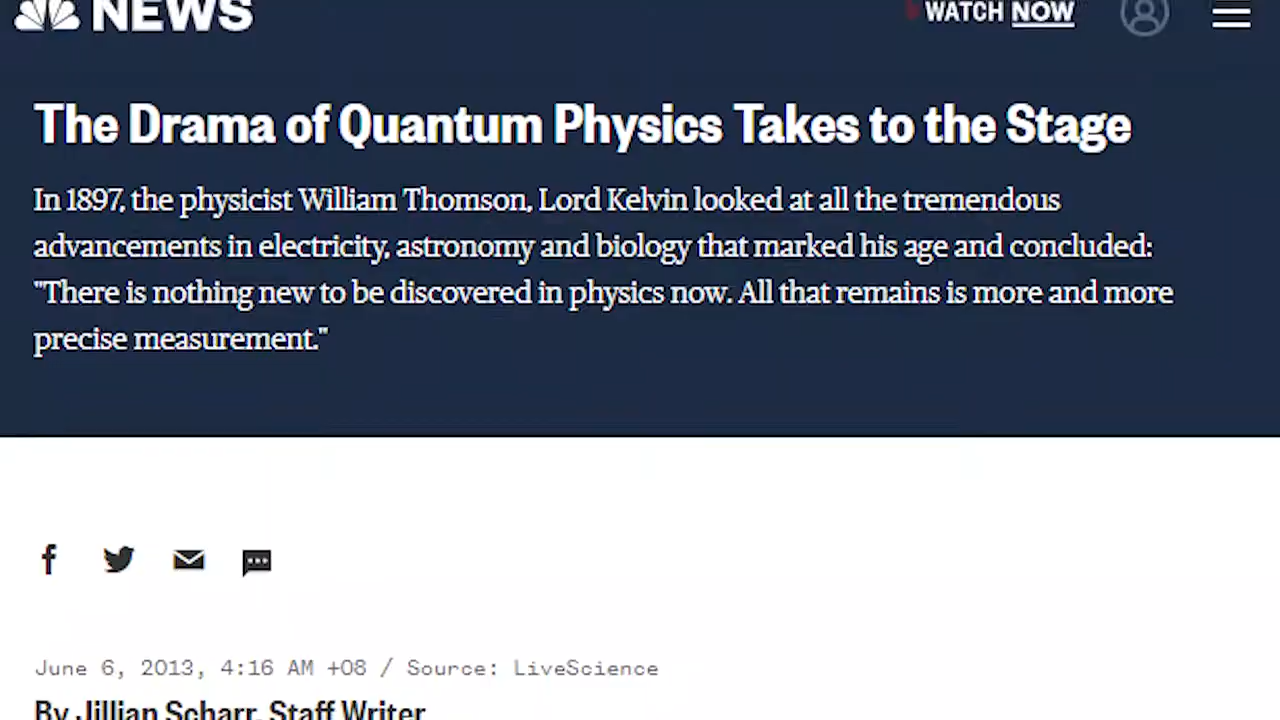 NEWS
WATCH NOW
The Drama of Quantum Physics Takes to the Stage
In 1897, the physicist William Thomson, Lord Kelvin looked at all the tremendous
advancements in electricity, astronomy and biology that marked his age and concluded:
"There is nothing new to be discovered in physics now. All that remains is more and more
precise measurement."
June 6, 2013, 4:16 AM +08 / Source: LiveScience
By Jillian Scharr, Staff Writer